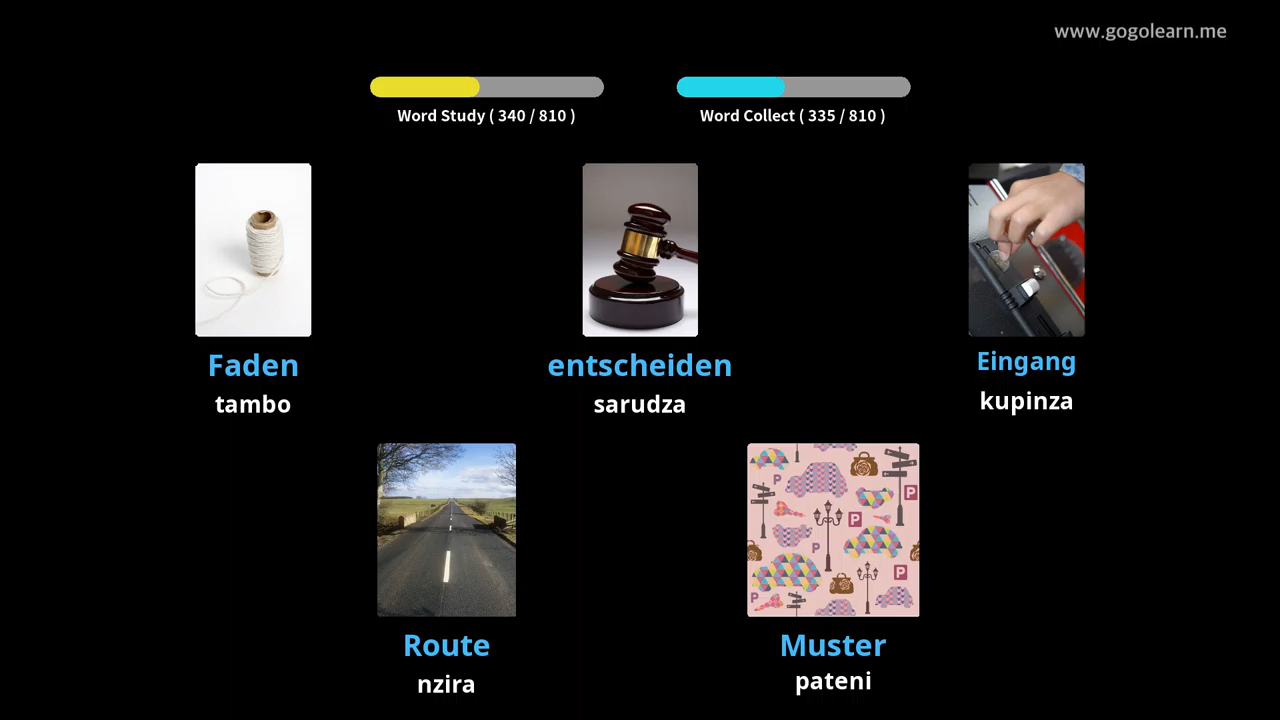 www.gogolearn.me
Word Study ( 340 / 810 )
Word Collect ( 335 / 810 )
Faden
tambo
entscheiden
sarudza
Eingang
kupinza
Route
nzira
Muster
pateni
P
P
P
P
P
P